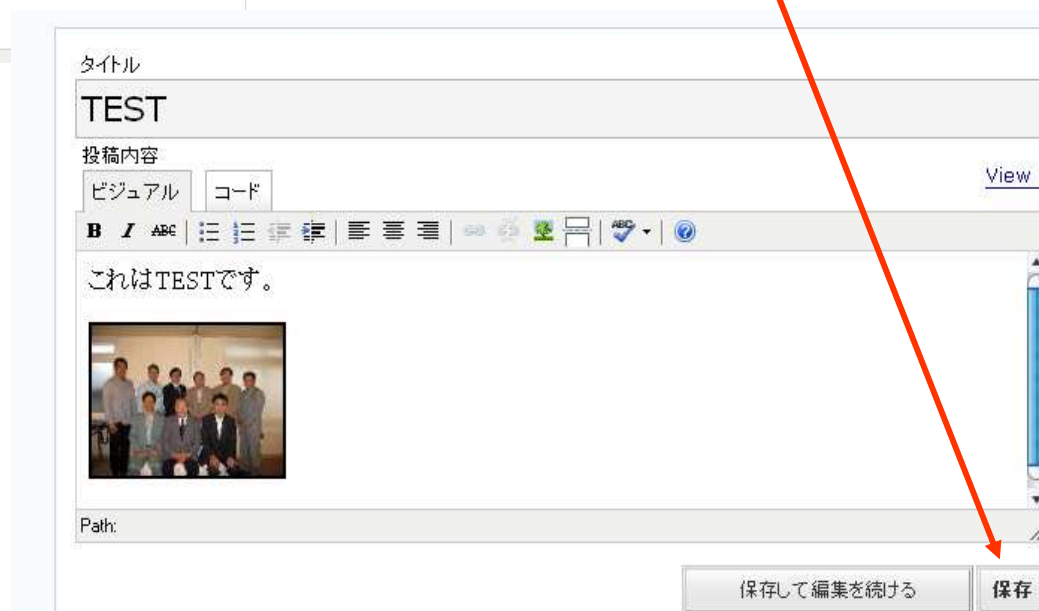 タイトル
TEST
投稿内容
View
ビジュアル コード
B I ABC ABC
これはTESTです。
Path:
保存して編集を続ける 保存